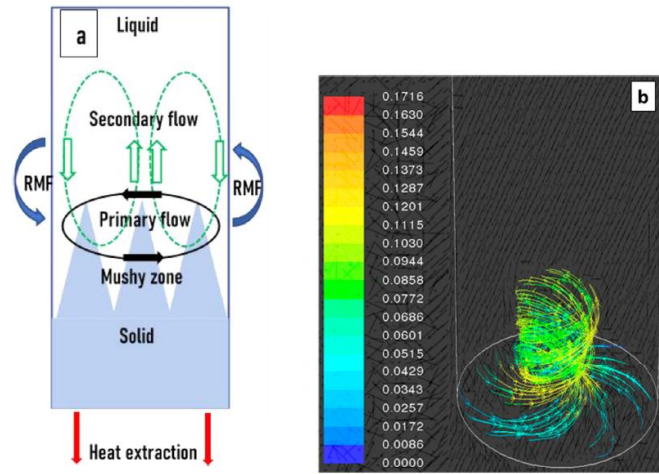 a
Liquid
Secondary flow
RMF
RMF
Primary flow
Mushy zone
Solid
Heat extraction
b
0.1716
0.1630
0.1544
0.1459
0.1373
0.1287
0.1201
0.1115
0.1030
0.0944
0.0858
0.0772
0.0686
0.0601
0.0515
0.0429
0.0343
0.0257
0.0172
0.0086
0.0000